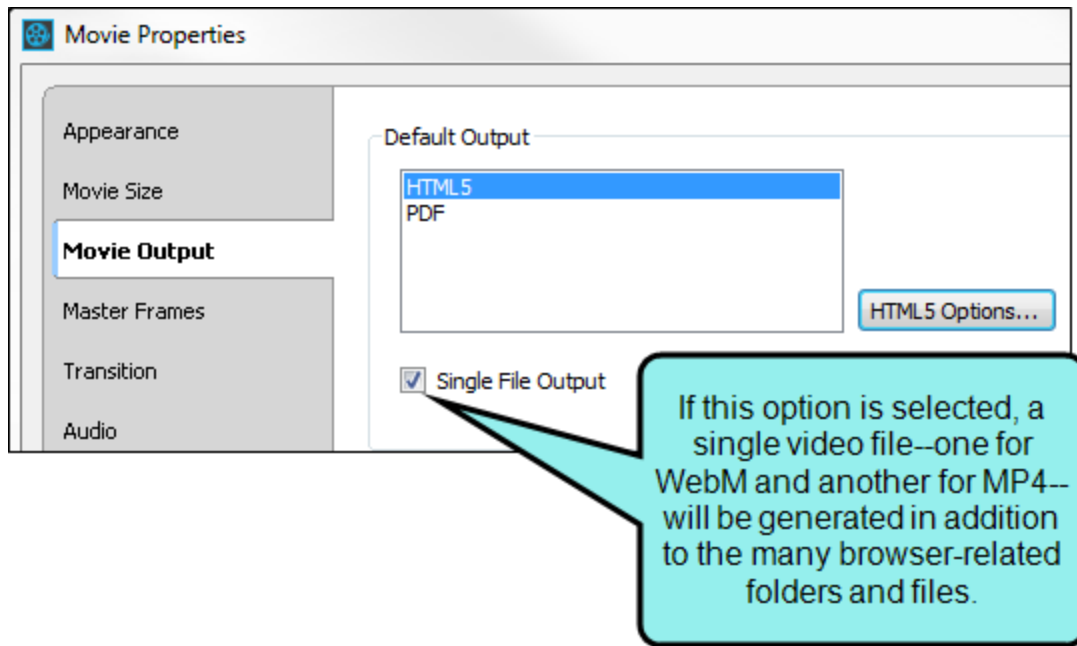 Movie Properties
Appearance
Movie Size
Movie Output
Master Frames
Transition
Audio
Default Output
HTML5
PDF
HTML5 Options...
Single File Output
If this option is selected, a
single video file--one for
WebM and another for MP4--
will be generated in addition
to the many browser-related
folders and files.